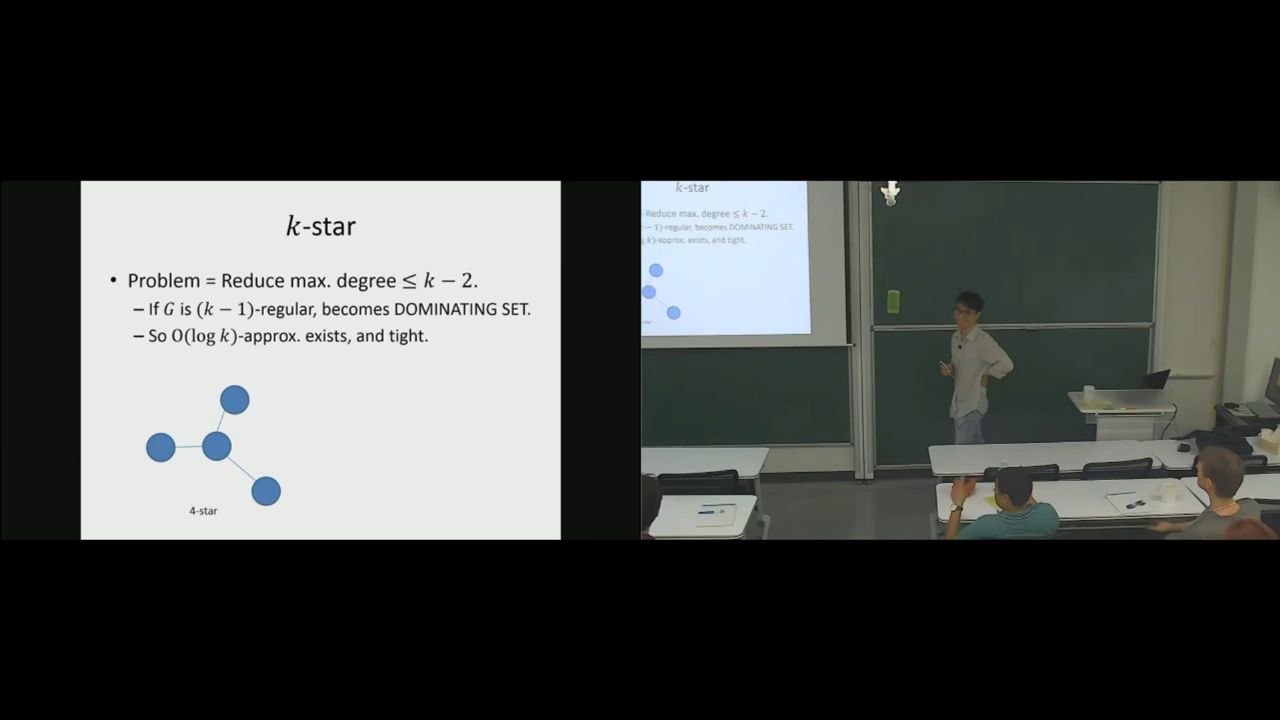 k-star
• Problem = Reduce max. degree ≤ k − 2.
– If G is (k − 1)-regular, becomes DOMINATING SET.
– So O(log k)-approx. exists, and tight.
4-star
k-star
Reduce max. degree ≤ k − 2.
− 1)-regular, becomes DOMINATING SET.
k)-approx. exists, and tight.